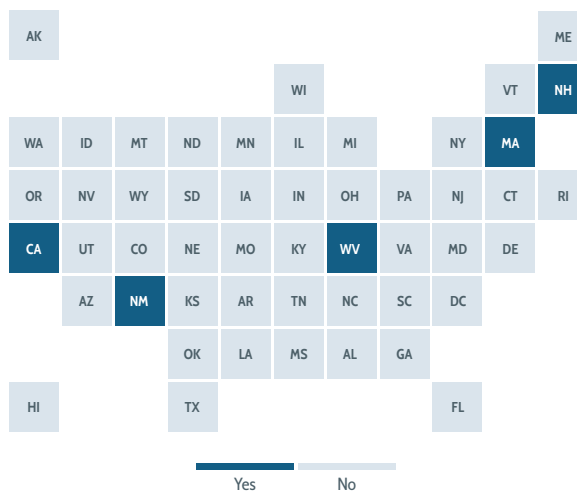 AK ME
WI VT NH
WA ID MT ND MN IL MI NY MA
OR NV WY SD IA IN OH PA NJ CT RI
CA UT CO NE MO KY WV VA MD DE
AZ NM KS AR TN NC SC DC
OK LA MS AL GA
HI TX FL
Yes No